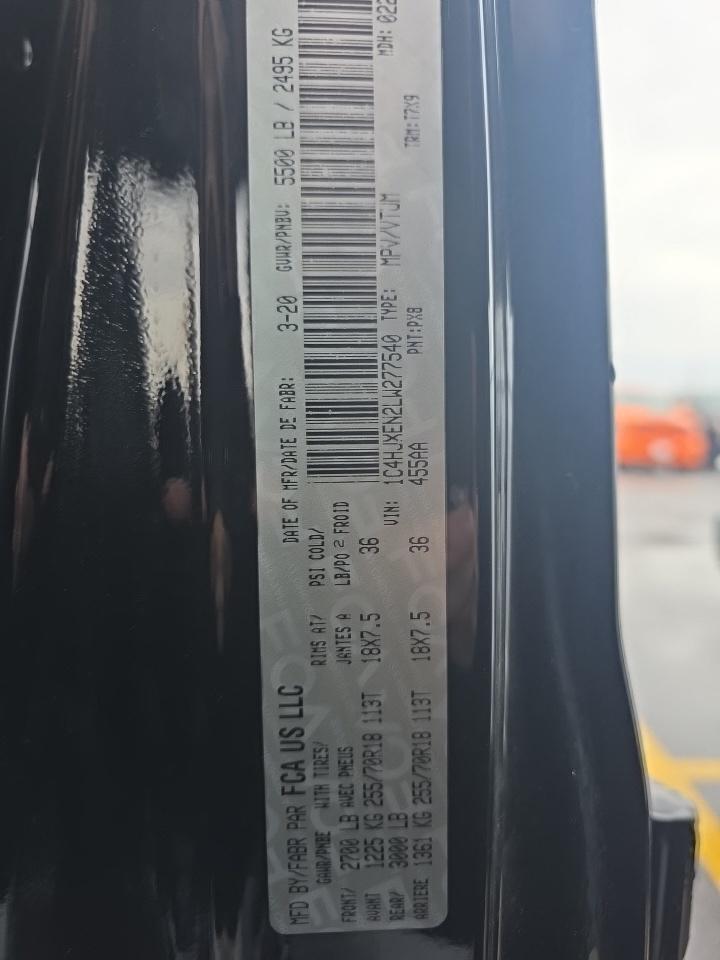 MFD BY/FABR PAR FCA US LLC DATE OF MFR/DATE DE FABR: 3-20 GVWR/PNBV: 5500 LB / 2495 KG
GAWR/PNBE WITH TIRES/ RIMS AT/ PSI COLD/
FRONT/ 2700 LB AVEC PNEUS JANTES A LB/PO 2 FROID
AVANT 1225 KG 255/70R18 113T 18X7.5 36
REAR/ 3000 LB VIN: 1C4HJXEN2LW277540 TYPE: MPV/VTUM MDH: 022
ARRIERE 1361 KG 255/70R18 113T 18X7.5 36 455AA PNT:PX8 TRM:T7X9